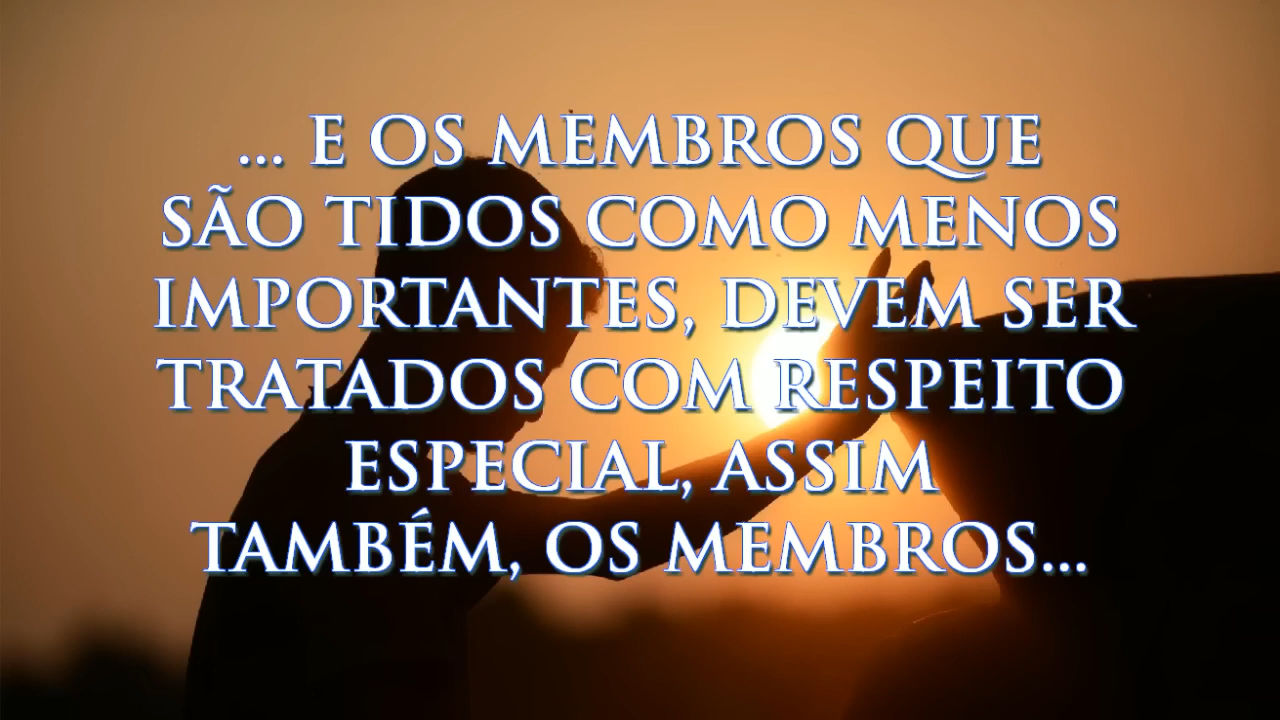 ... E OS MEMBROS QUE
SÃO TIDOS COMO MENOS
IMPORTANTES, DEVEM SER
TRATADOS COM RESPEITO
ESPECIAL, ASSIM
TAMBÉM, OS MEMBROS...